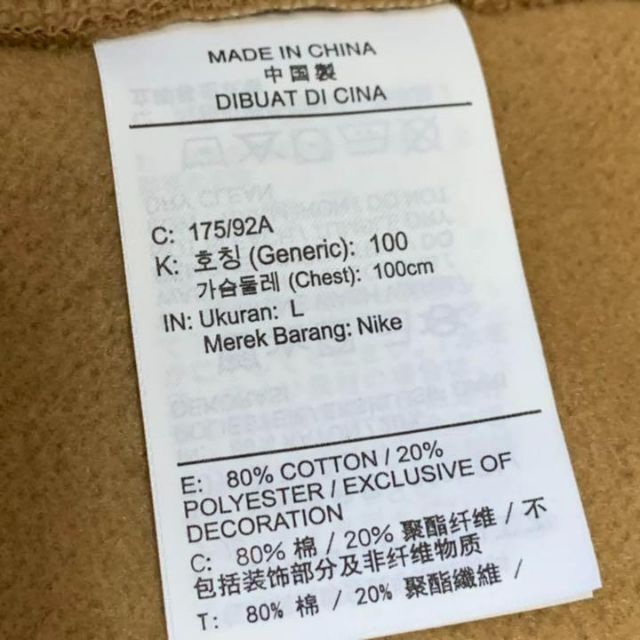 MADE IN CHINA
中国製
DIBUAT DI CINA
C: 175/92A
K: 호칭 (Generic): 100
가슴둘레 (Chest): 100cm
IN: Ukuran: L
Merek Barang: Nike
E: 80% COTTON / 20%
POLYESTER / EXCLUSIVE OF
DECORATION
C: 80% 棉 / 20% 聚酯纤维 / 不
包括装饰部分及非纤维物质
T: 80% 棉 / 20% 聚酯纖維 /